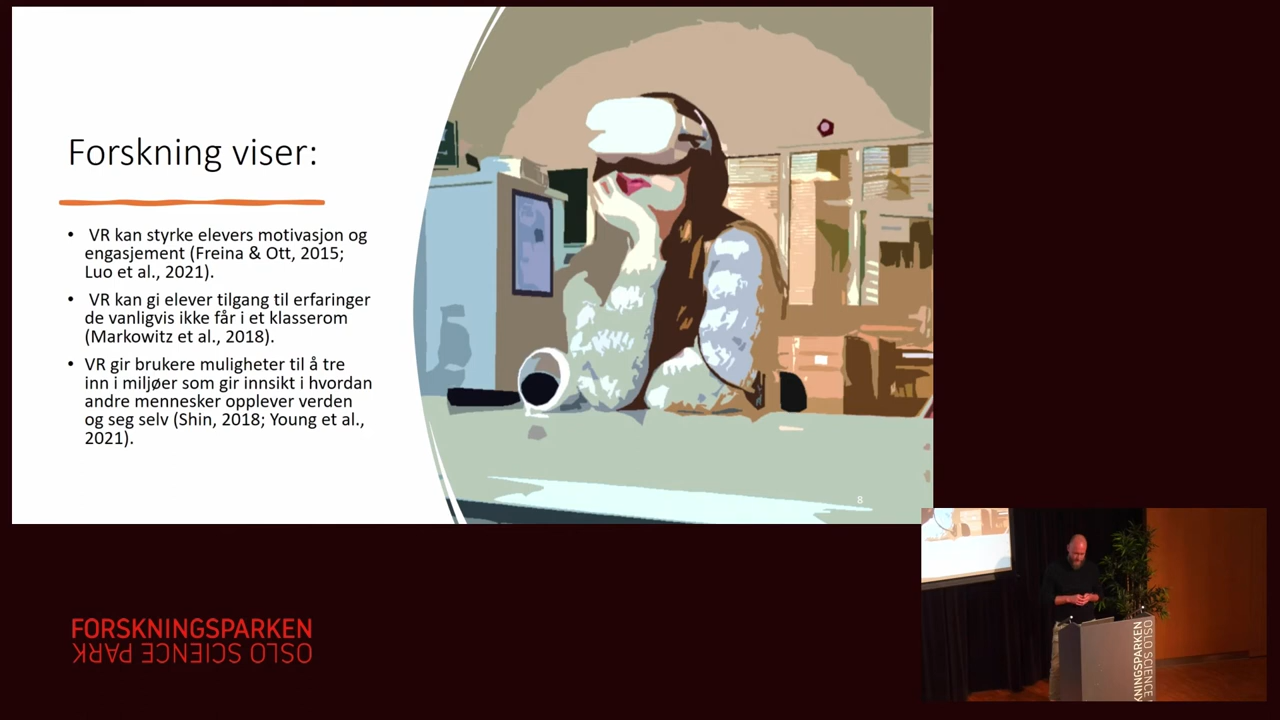 Forskning viser:
• VR kan styrke elevers motivasjon og
engasjement (Freina & Ott, 2015;
Luo et al., 2021).
• VR kan gi elever tilgang til erfaringer
de vanligvis ikke får i et klasserom
(Markowitz et al., 2018).
• VR gir brukere muligheter til å tre
inn i miljøer som gir innsikt i hvordan
andre mennesker opplever verden
og seg selv (Shin, 2018; Young et al.,
2021).
8
FORSKNINGSPARKEN
OSLO SCIENCE PARK
KNINGSPARKEN
OSLO SCIENCE